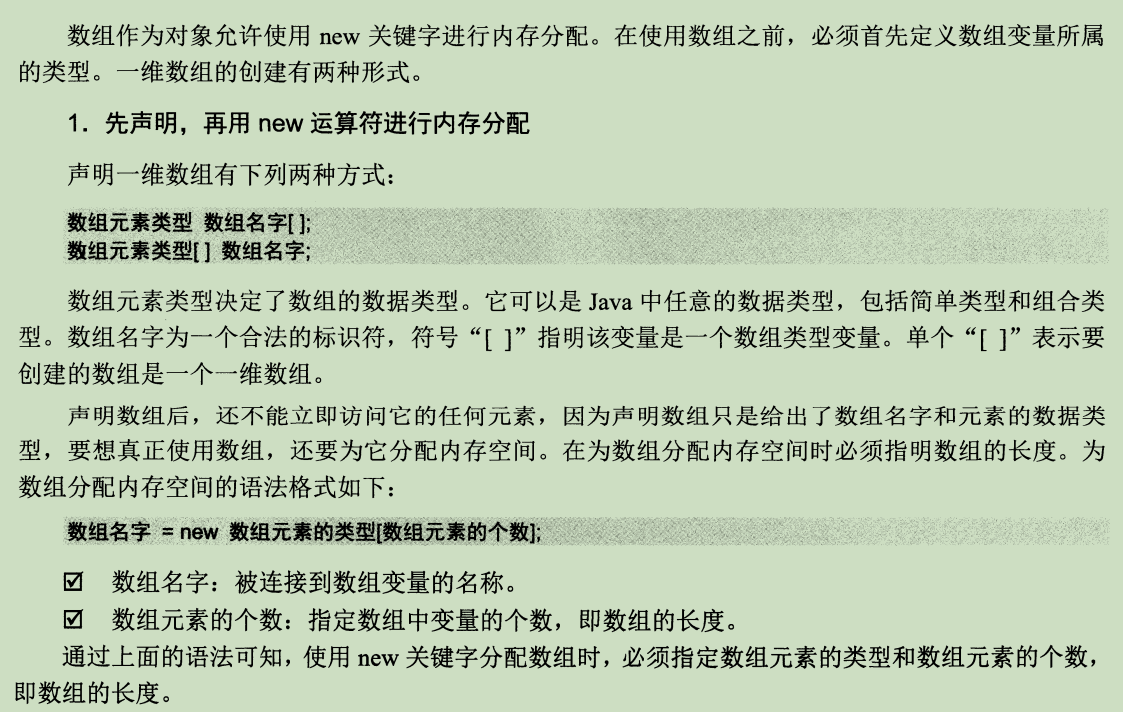 数组作为对象允许使用 new 关键字进行内存分配。在使用数组之前，必须首先定义数组变量所属
的类型。一维数组的创建有两种形式。
1．先声明，再用 new 运算符进行内存分配
声明一维数组有下列两种方式：
数组元素类型 数组名字[ ];
数组元素类型[ ] 数组名字;
数组元素类型决定了数组的数据类型。它可以是 Java 中任意的数据类型，包括简单类型和组合类
型。数组名字为一个合法的标识符，符号“[ ]”指明该变量是一个数组类型变量。单个“[ ]”表示要
创建的数组是一个一维数组。
声明数组后，还不能立即访问它的任何元素，因为声明数组只是给出了数组名字和元素的数据类
型，要想真正使用数组，还要为它分配内存空间。在为数组分配内存空间时必须指明数组的长度。为
数组分配内存空间的语法格式如下：
数组名字 = new 数组元素的类型[数组元素的个数];
☑ 数组名字：被连接到数组变量的名称。
☑ 数组元素的个数：指定数组中变量的个数，即数组的长度。
通过上面的语法可知，使用 new 关键字分配数组时，必须指定数组元素的类型和数组元素的个数，
即数组的长度。